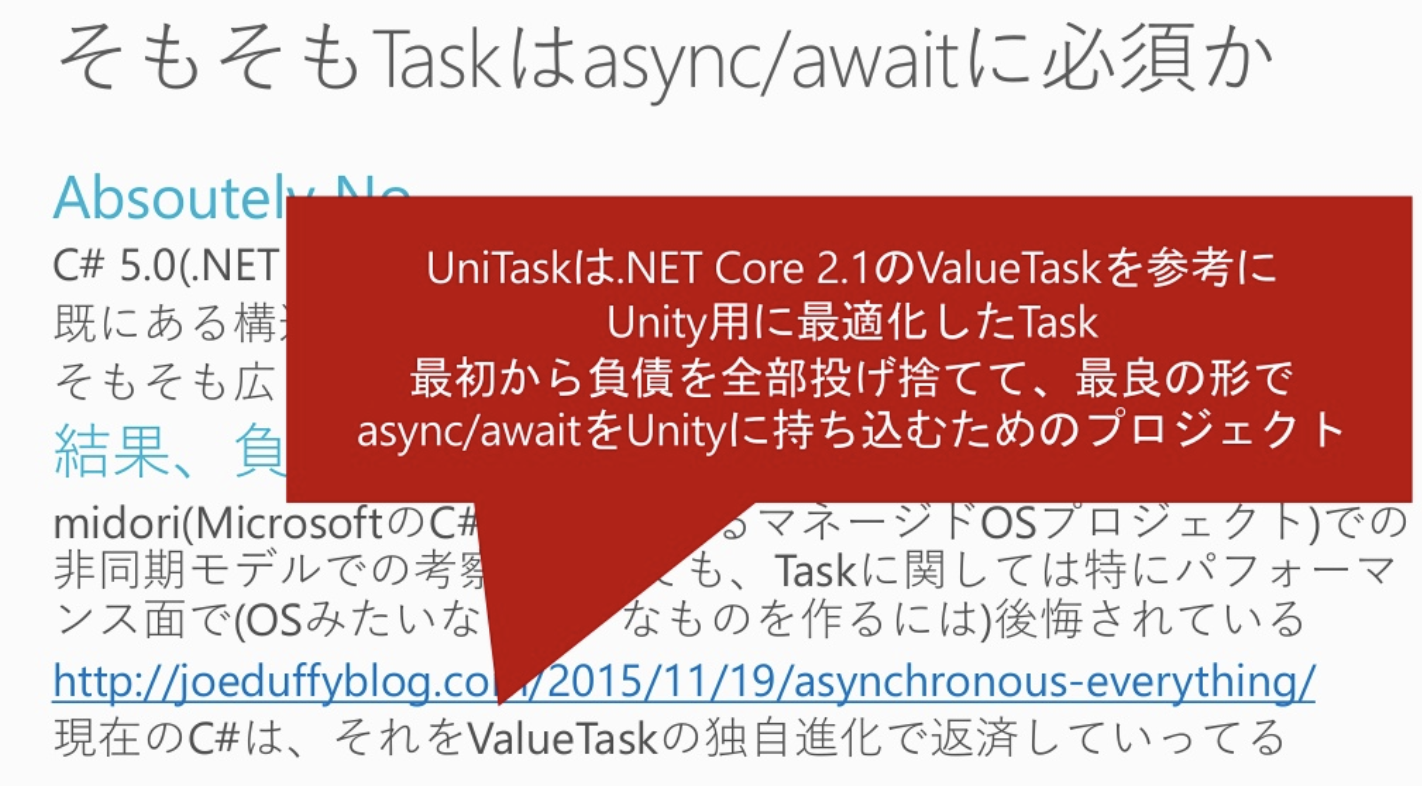 そもそもTaskはasync/awaitに必須か
Absoutely No
C# 5.0(.NET
既にある構
そもそも広
結果、負
UniTaskは.NET Core 2.1のValueTaskを参考に
Unity用に最適化したTask
最初から負債を全部投げ捨てて、最良の形で
async/awaitをUnityに持ち込むためのプロジェクト
midori(MicrosoftのC# るマネージドOSプロジェクト)での
非同期モデルでの考察 ても、Taskに関しては特にパフォーマ
ンス面で(OSみたいな なものを作るには)後悔されている
http://joeduffyblog.com/2015/11/19/asynchronous-everything/
現在のC#は、それをValueTaskの独自進化で返済していってる